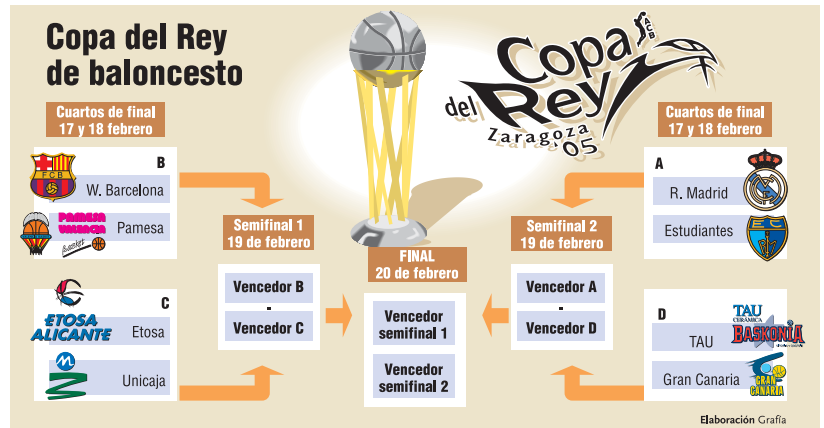 Copa del Rey
de baloncesto
Copa
del Rey
ACB
Zaragoza
'05
Cuartos de final
17 y 18 febrero
B
FCB
W. Barcelona
PAMESA
VALENCIA
basket
Pamesa
C
ETOSA
ALICANTE
Etosa
M
Unicaja
Semifinal 1
19 de febrero
Vencedor B
-
Vencedor C
FINAL
20 de febrero
Vencedor
semifinal 1
Vencedor
semifinal 2
Semifinal 2
19 de febrero
Vencedor A
-
Vencedor D
Cuartos de final
17 y 18 febrero
A
R. Madrid
Estudiantes
D
TAU
CERÁMICA
BASKONIA
TAU
Gran Canaria
GRAN
CANARIA
Elaboración Grafía